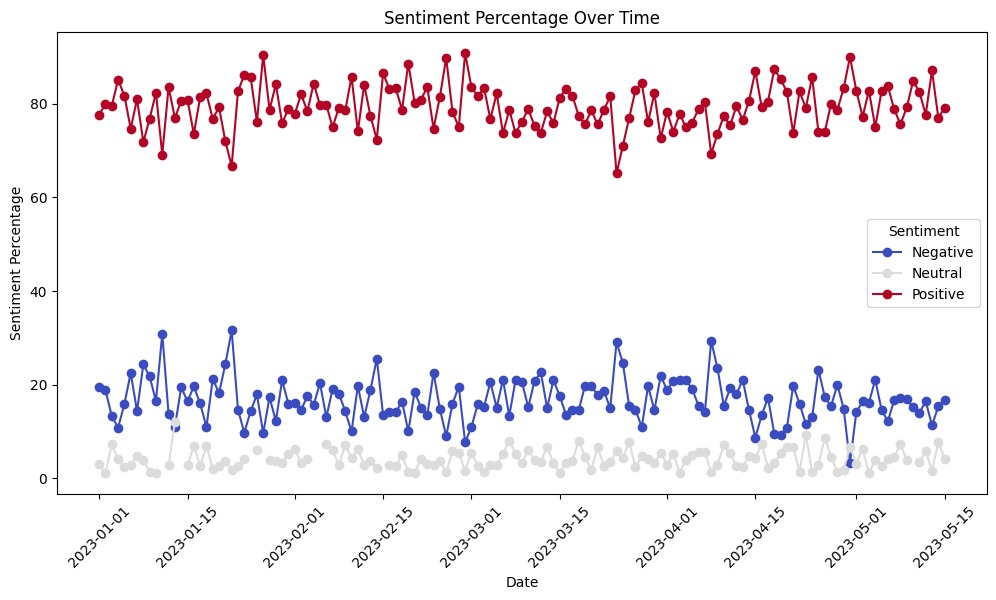 Sentiment Percentage Over Time
Sentiment Percentage
80
60
40
20
0
Sentiment
Negative
Neutral
Positive
2023-01-01
2023-01-15
2023-02-01
2023-02-15
2023-03-01
2023-03-15
2023-04-01
2023-04-15
2023-05-01
2023-05-15
Date